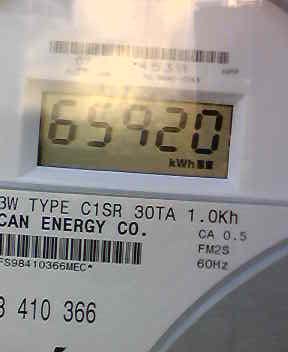 65920
kWh
3W TYPE C1SR 30TA 1.0Kh
CAN ENERGY CO.
CA 0.5
FM2S
60Hz
FS98410366MEC*
3 410 366